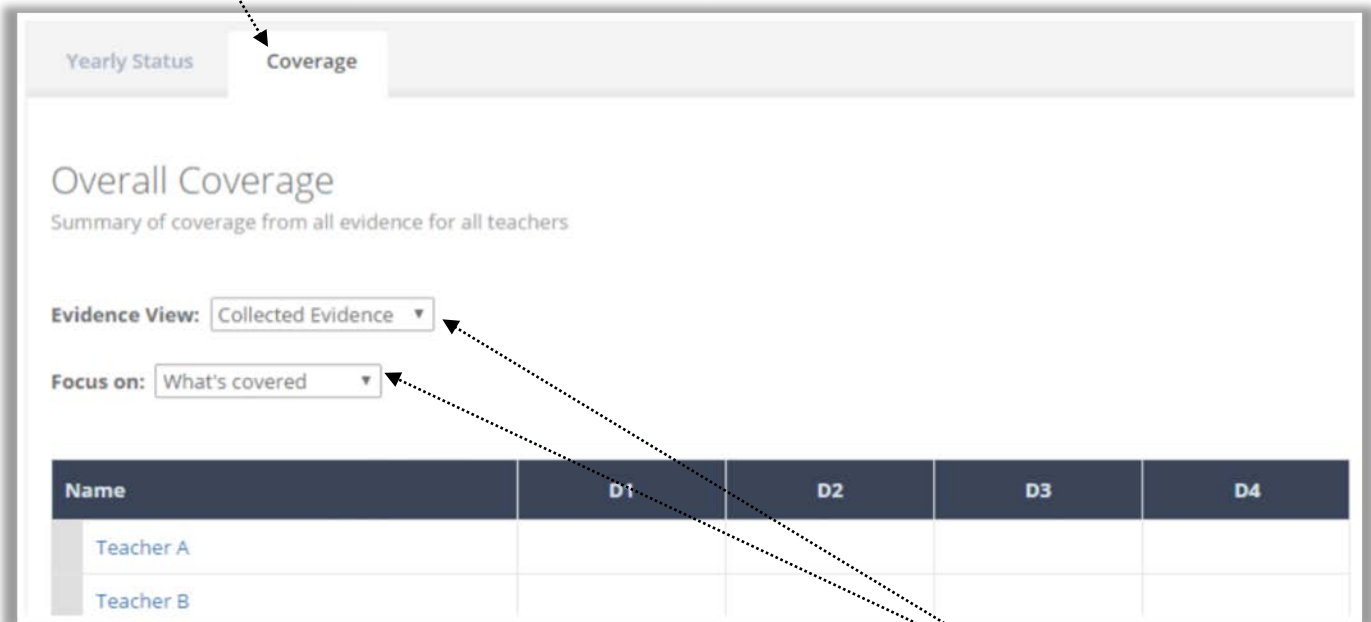 Yearly Status Coverage
Overall Coverage
Summary of coverage from all evidence for all teachers
Evidence View: Collected Evidence
Focus on: What's covered
Name D1 D2 D3 D4
Teacher A
Teacher B